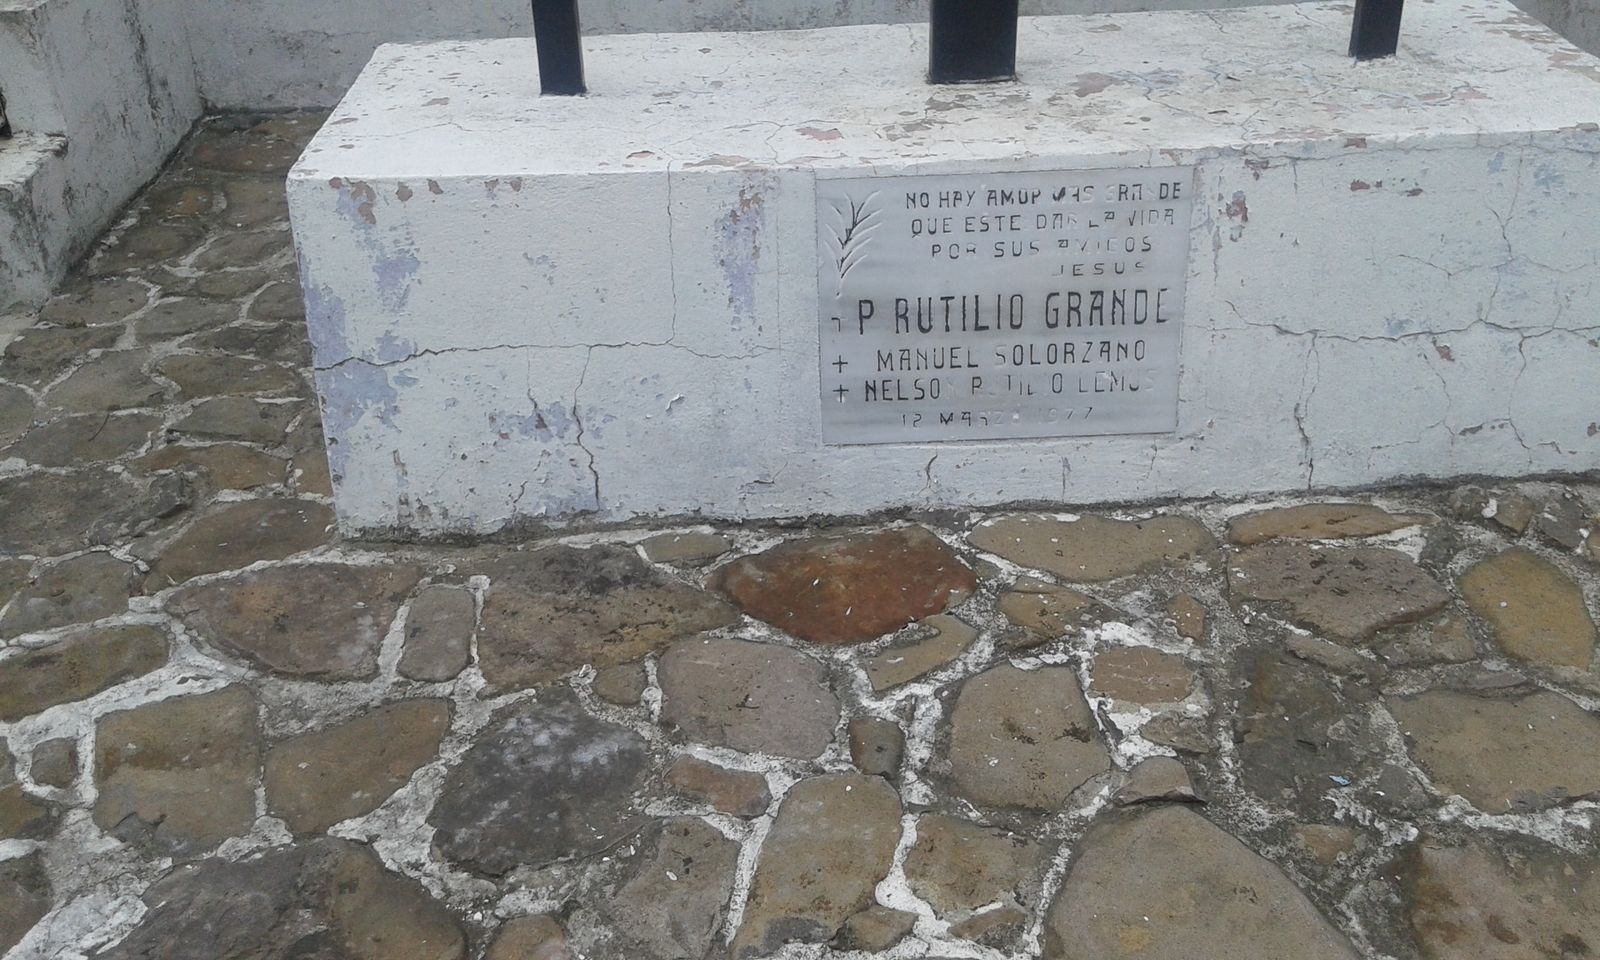 NO HAY AMOR MAS GRANDE
QUE ESTE DAR LA VIDA
POR SUS AMIGOS
JESUS
+ P RUTILIO GRANDE
+ MANUEL SOLORZANO
+ NELSON RUTILIO LEMUS
12 MARZO 1977